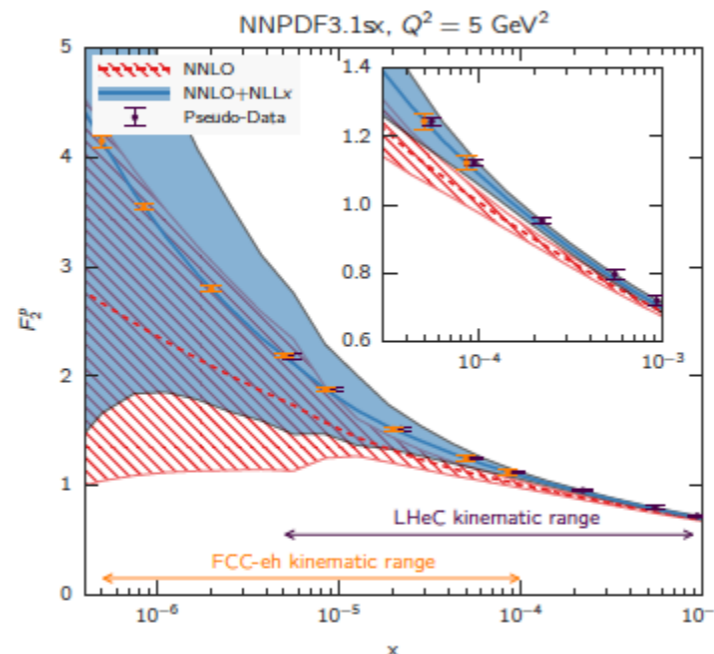 NNPDF3.1sx, Q² = 5 GeV²
5
4
3
2
1
0
F₂ᵖ
NNLO
NNLO+NLLx
Pseudo-Data
1.4
1.2
1.0
0.8
0.6
10⁻⁴
10⁻³
LHeC kinematic range
FCC-eh kinematic range
10⁻⁶
10⁻⁵
10⁻⁴
10⁻
x